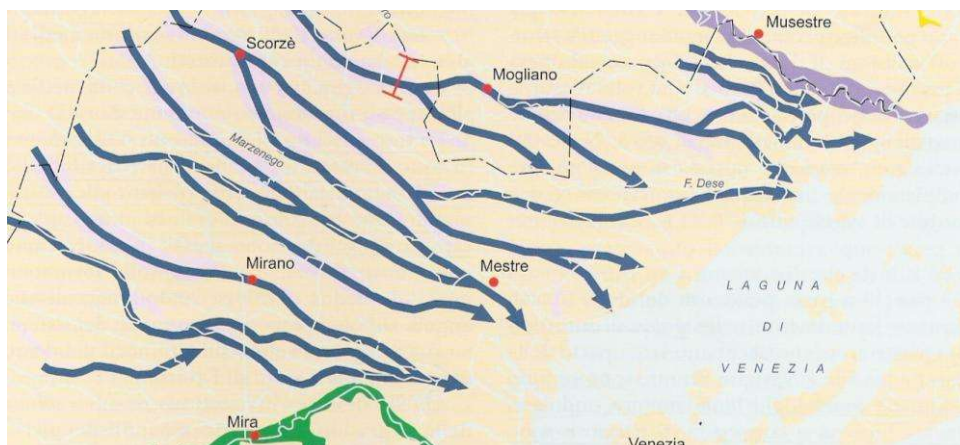 Musestre
Scorzè
Mogliano
Marzenego
F. Dese
Mirano
Mestre
LAGUNA
DI
VENEZIA
Mira
Venezia